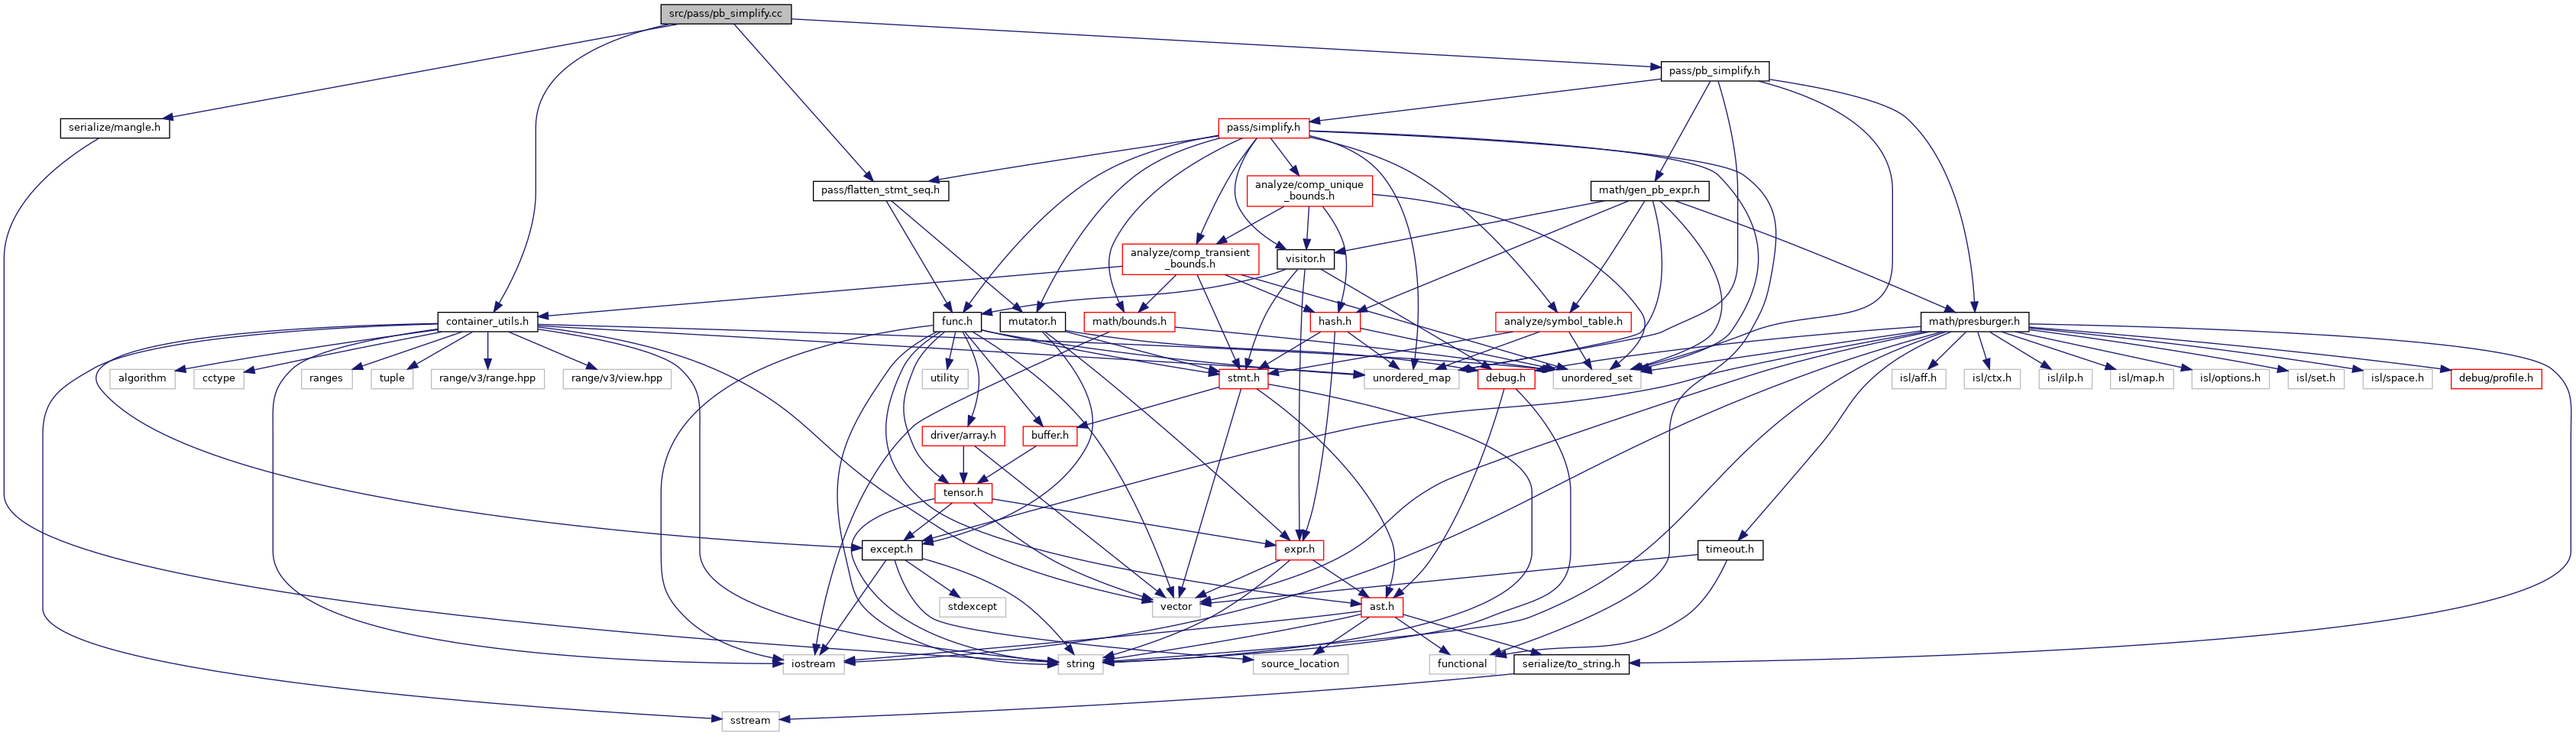 src/pass/pb_simplify.cc
pass/pb_simplify.h
serialize/mangle.h
pass/simplify.h
pass/flatten_stmt_seq.h
analyze/comp_unique
_bounds.h
math/gen_pb_expr.h
analyze/comp_transient
_bounds.h
visitor.h
container_utils.h
func.h
mutator.h
math/bounds.h
hash.h
analyze/symbol_table.h
math/presburger.h
algorithm
cctype
ranges
tuple
range/v3/range.hpp
range/v3/view.hpp
utility
stmt.h
unordered_map
debug.h
unordered_set
isl/aff.h
isl/ctx.h
isl/ilp.h
isl/map.h
isl/options.h
isl/set.h
isl/space.h
debug/profile.h
driver/array.h
buffer.h
tensor.h
except.h
expr.h
timeout.h
stdexcept
vector
ast.h
iostream
string
source_location
functional
serialize/to_string.h
sstream